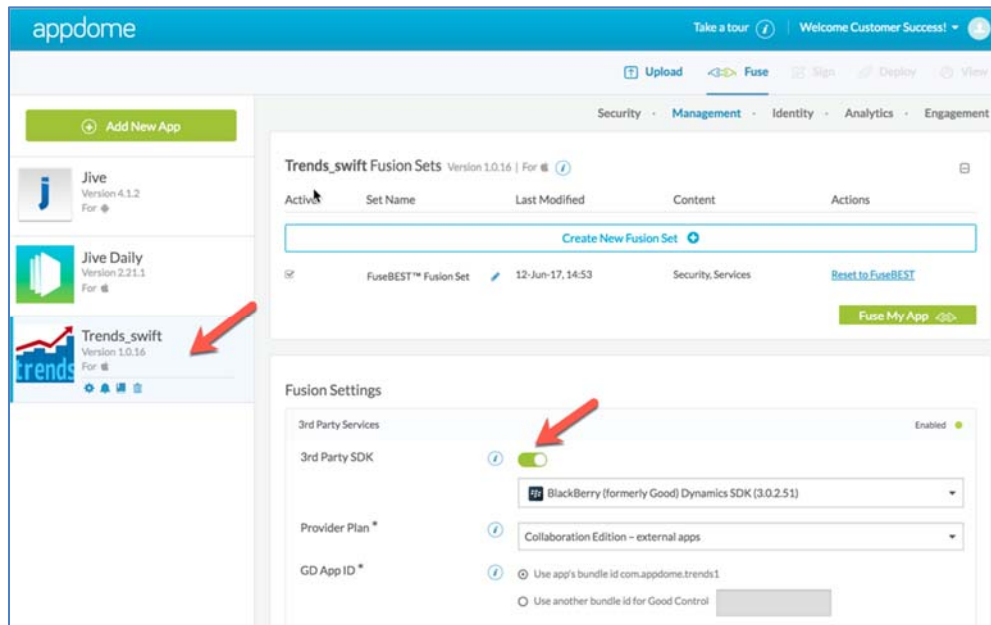 appdome
Take a tour i Welcome Customer Success!
Upload Fuse Sign Deploy View
Security · Management · Identity · Analytics · Engagement
Add New App
Jive
Version 4.1.2
For
Jive Daily
Version 2.21.1
For
trends
Trends_swift
Version 1.0.16
For
Trends_swift Fusion Sets Version 1.0.16 | For i
Active Set Name Last Modified Content Actions
Create New Fusion Set
FuseBEST™ Fusion Set 12-Jun-17, 14:53 Security, Services Reset to FuseBEST
Fuse My App
Fusion Settings
3rd Party Services Enabled
3rd Party SDK i
BlackBerry (formerly Good) Dynamics SDK (3.0.2.51)
Provider Plan * i Collaboration Edition – external apps
GD App ID * i Use app's bundle id com.appdome.trends1
Use another bundle id for Good Control